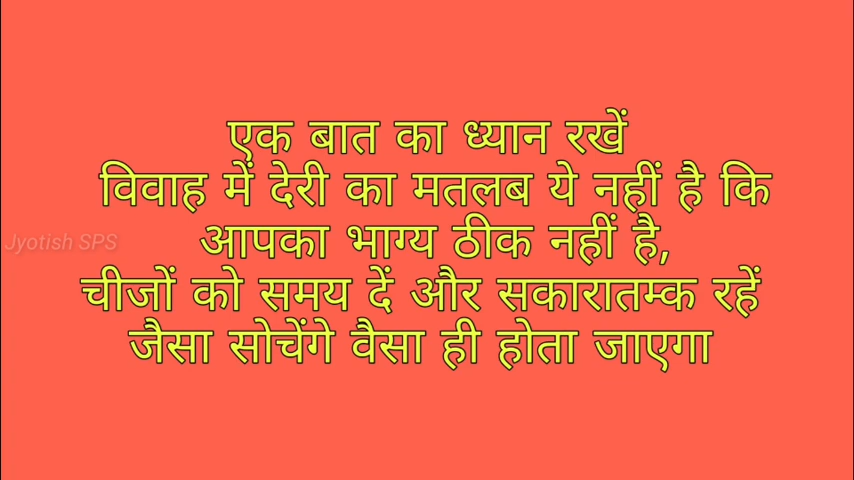 एक बात का ध्यान रखें
विवाह में देरी का मतलब ये नहीं है कि
आपका भाग्य ठीक नहीं है,
Jyotish SPS
चीजों को समय दें और सकारातम्क रहें
जैसा सोचेंगे वैसा ही होता जाएगा